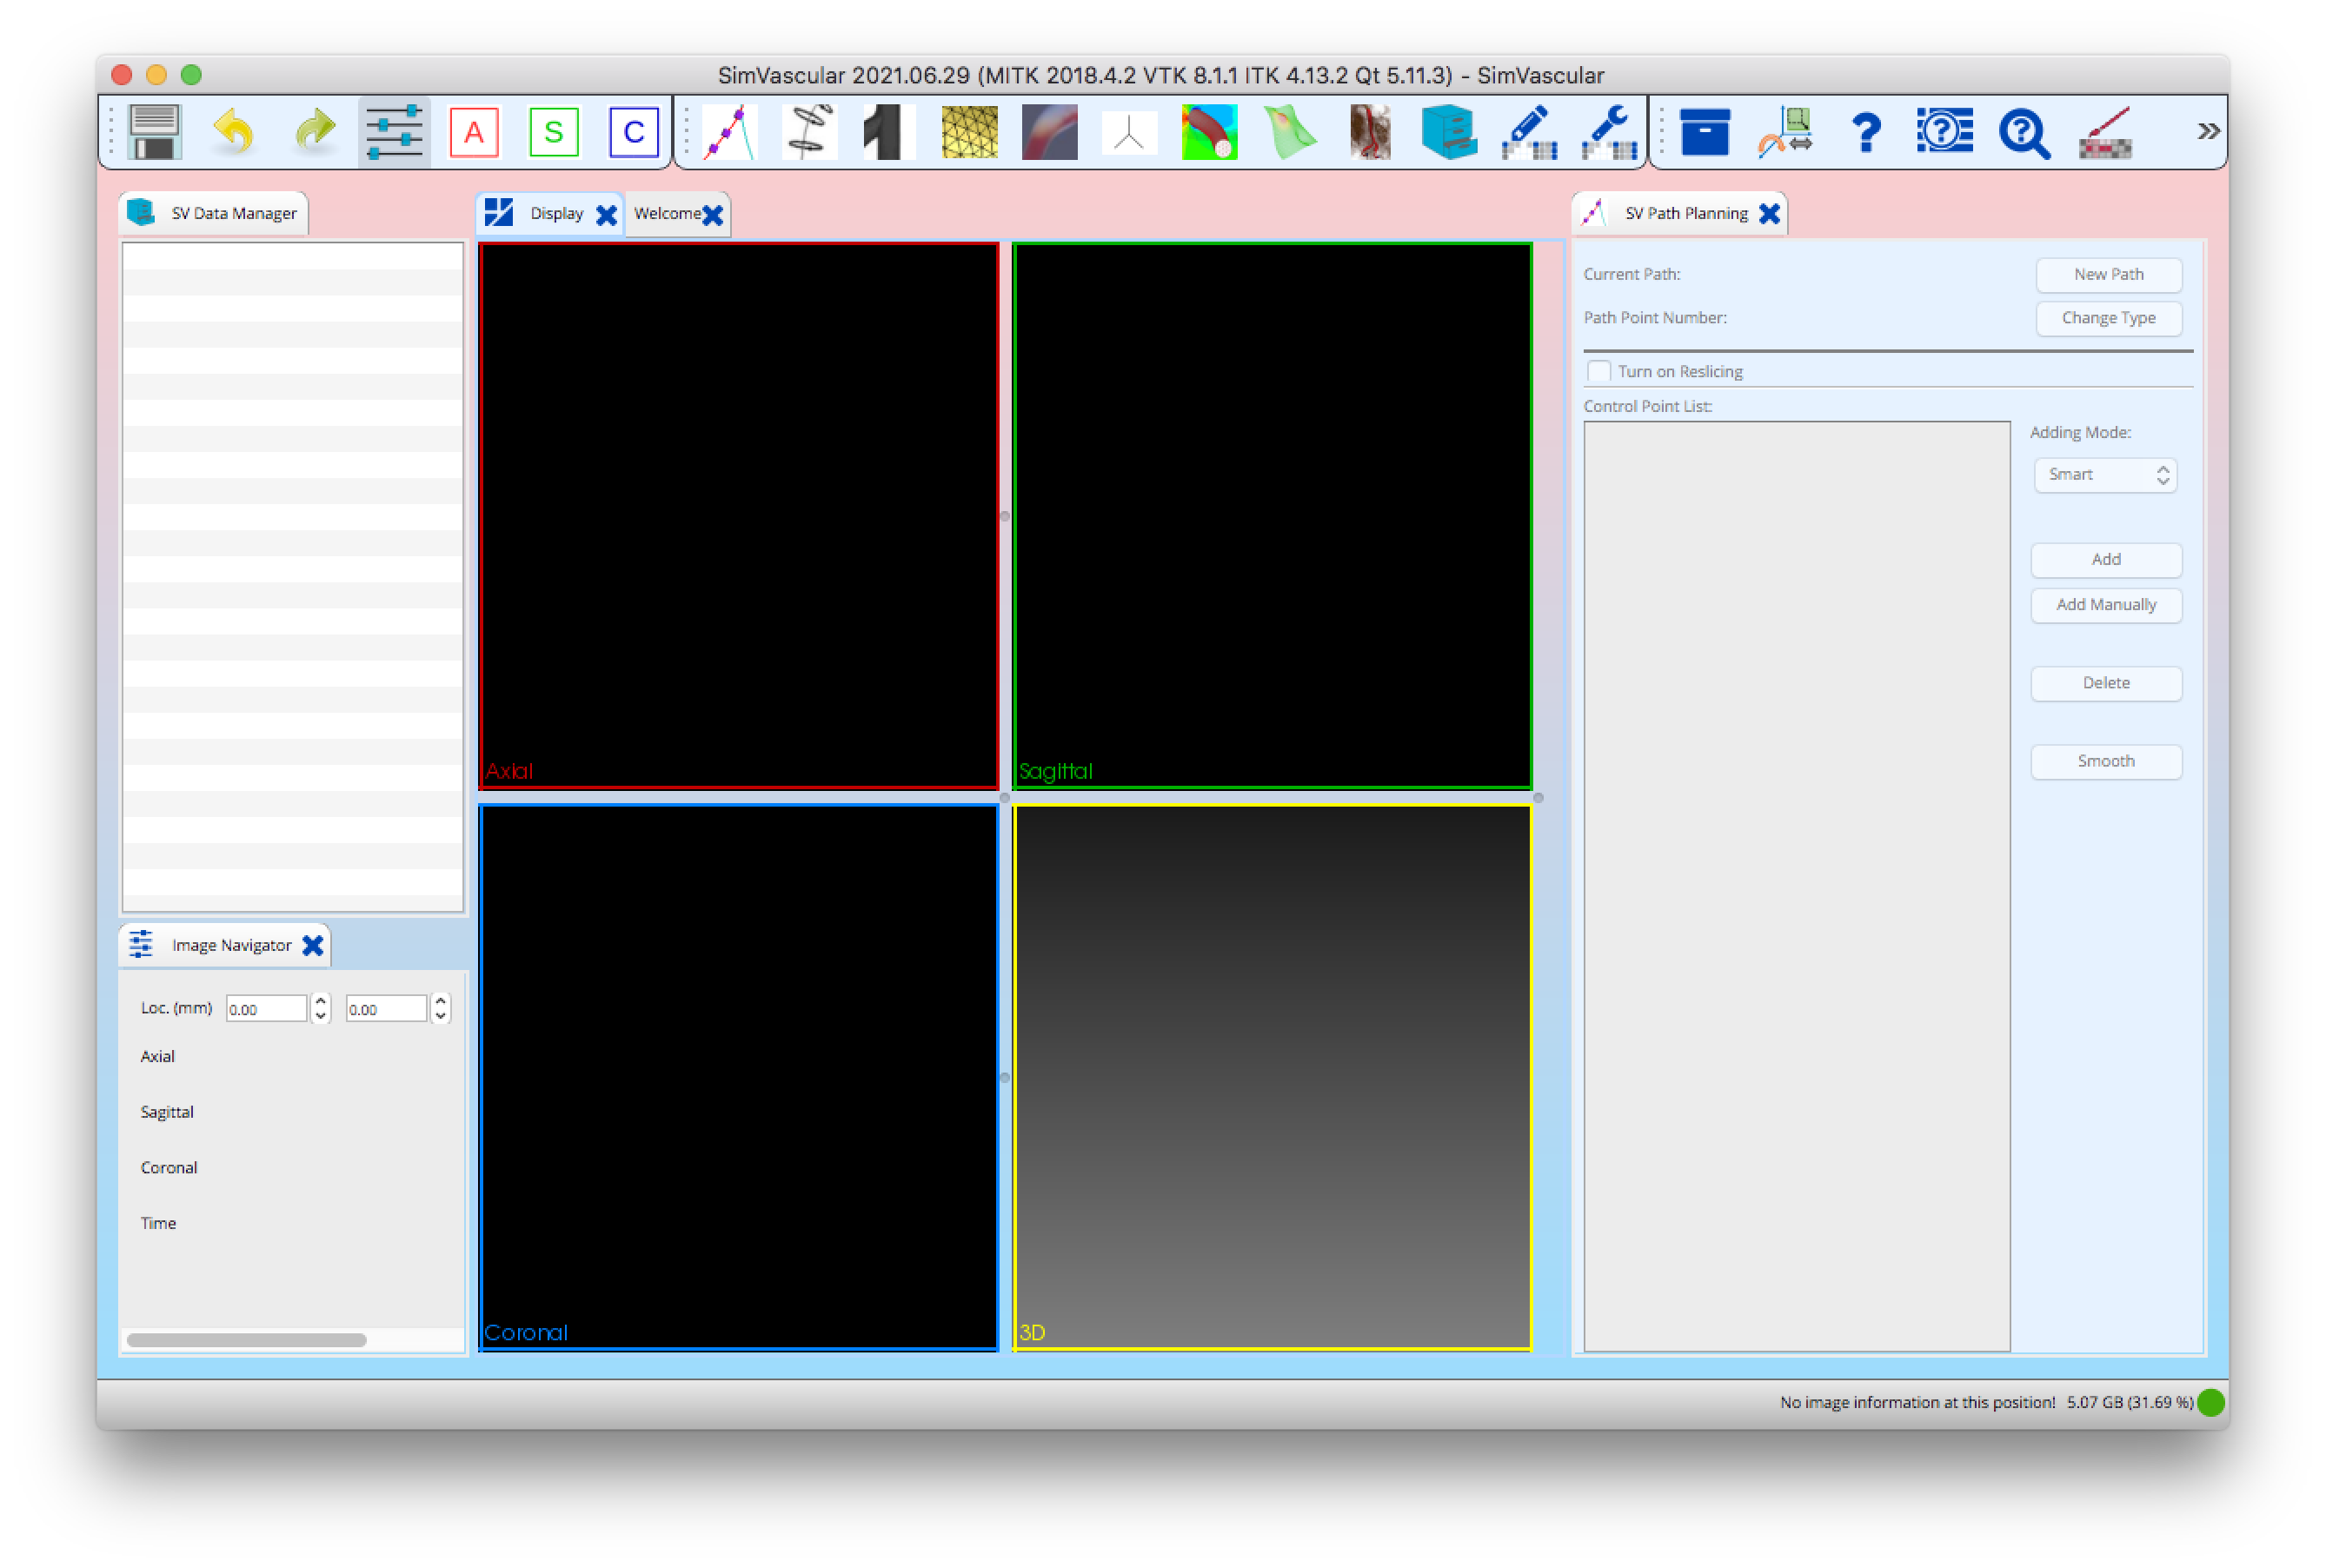 SimVascular 2021.06.29 (MITK 2018.4.2 VTK 8.1.1 ITK 4.13.2 Qt 5.11.3) - SimVascular
A S C
SV Data Manager
Display
Welcome
SV Path Planning
Current Path:
New Path
Path Point Number:
Change Type
Turn on Reslicing
Control Point List:
Adding Mode:
Smart
Add
Add Manually
Delete
Smooth
Axial
Sagittal
Coronal
3D
Image Navigator
Loc. (mm) 0.00 0.00
Axial
Sagittal
Coronal
Time
No image information at this position! 5.07 GB (31.69 %)